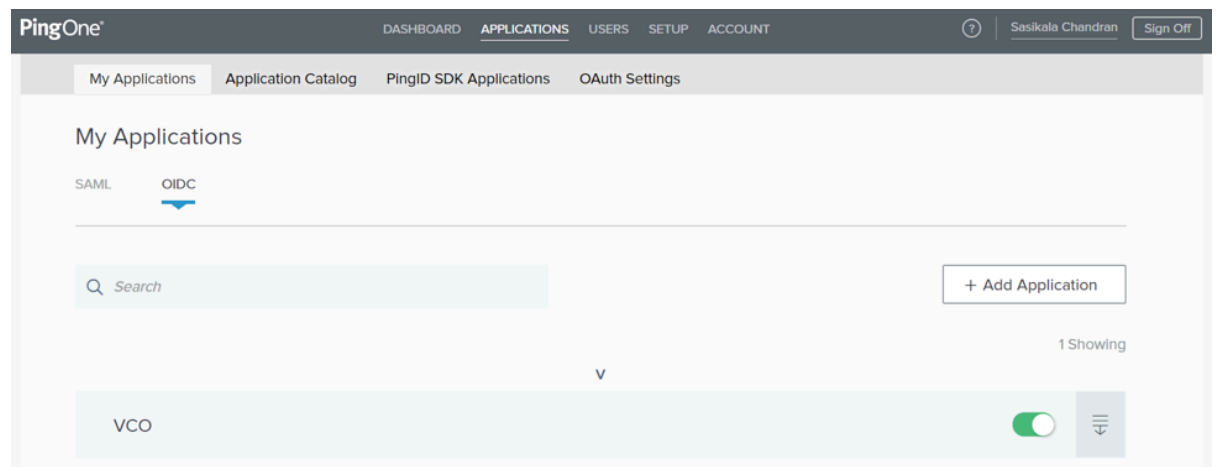 PingOne® DASHBOARD APPLICATIONS USERS SETUP ACCOUNT ? Sasikala Chandran Sign Off
My Applications Application Catalog PingID SDK Applications OAuth Settings
My Applications
SAML OIDC
Search + Add Application
1 Showing
V
VCO